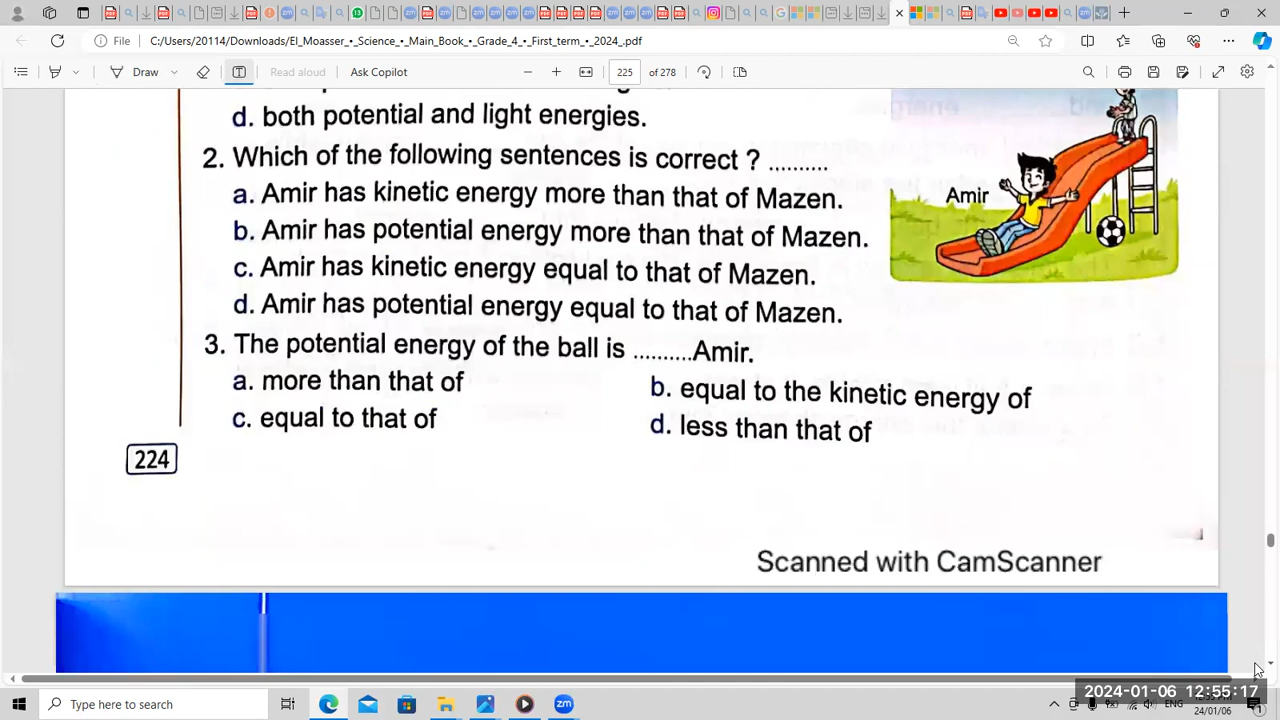 File
C:/Users/20114/Downloads/El_Moasser_•_Science_•_Main_Book_•_Grade_4_•_First_term_•_2024_.pdf
Draw
Read aloud
Ask Copilot
225
of 278
d. both potential and light energies.
2. Which of the following sentences is correct ? ..........
a. Amir has kinetic energy more than that of Mazen.
b. Amir has potential energy more than that of Mazen.
c. Amir has kinetic energy equal to that of Mazen.
d. Amir has potential energy equal to that of Mazen.
Amir
3. The potential energy of the ball is ..........Amir.
a. more than that of
b. equal to the kinetic energy of
c. equal to that of
d. less than that of
224
Scanned with CamScanner
Type here to search
ENG
2024-01-06 12:55:17
24/01/06